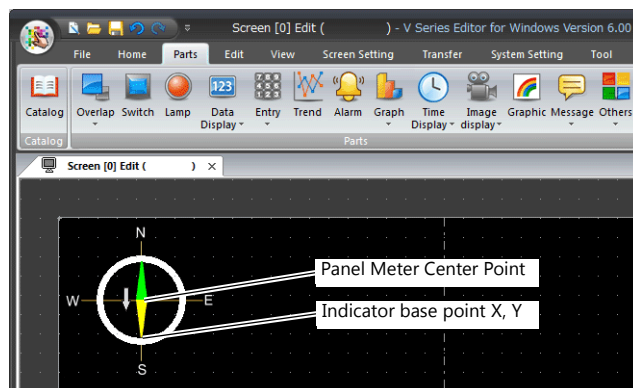 Screen [0] Edit ( ) - V Series Editor for Windows Version 6.00
File Home Parts Edit View Screen Setting Transfer System Setting Tool
Catalog Overlap Switch Lamp Data Display Entry Trend Alarm Graph Time Display Image display Graphic Message Others
Catalog Parts
Screen [0] Edit ( ) ×
N
Panel Meter Center Point
W E
Indicator base point X, Y
S
123